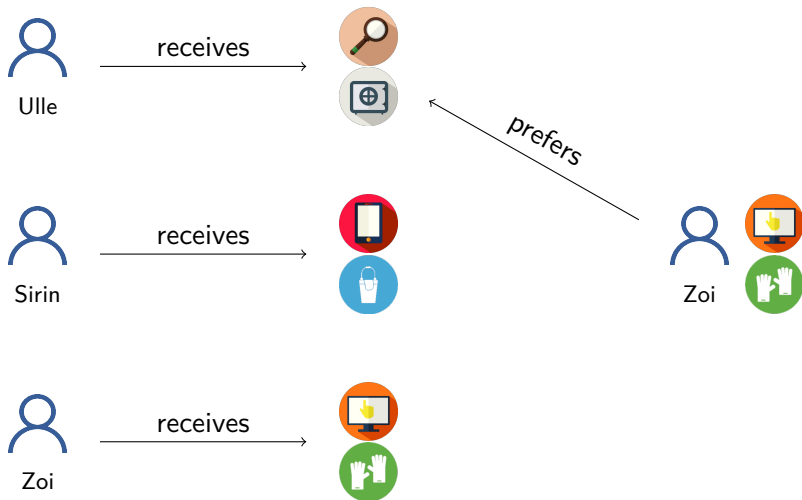 receives
Ulle
prefers
receives
Sirin
Zoi
receives
Zoi